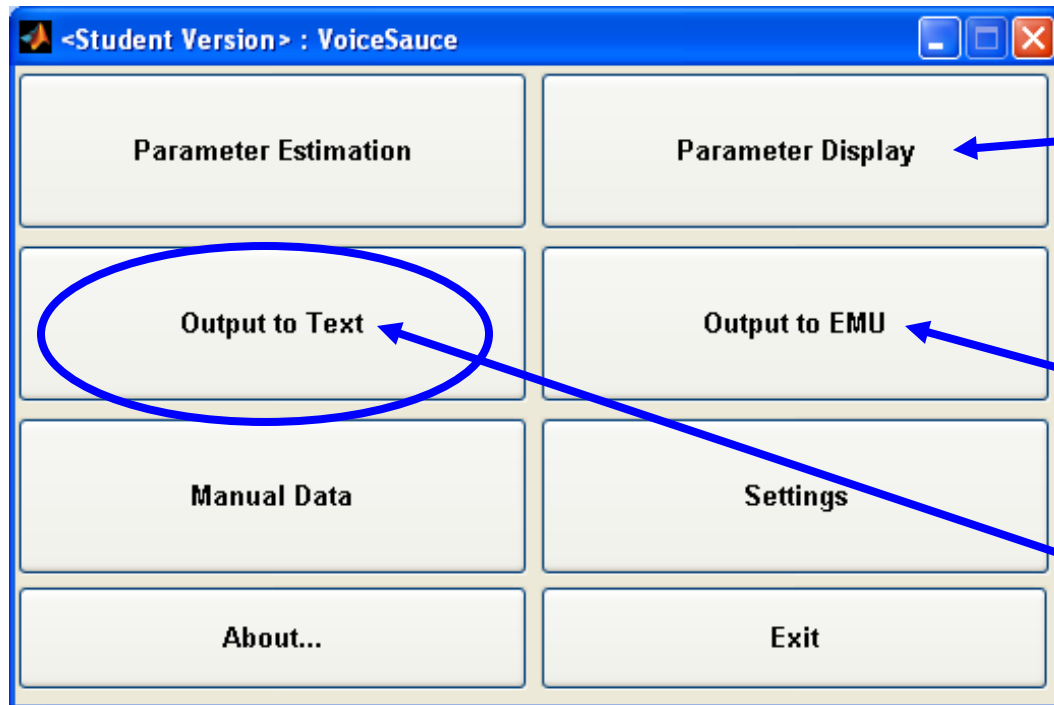 <Student Version> : VoiceSauce
Parameter Estimation
Parameter Display
Output to Text
Output to EMU
Manual Data
Settings
About...
Exit